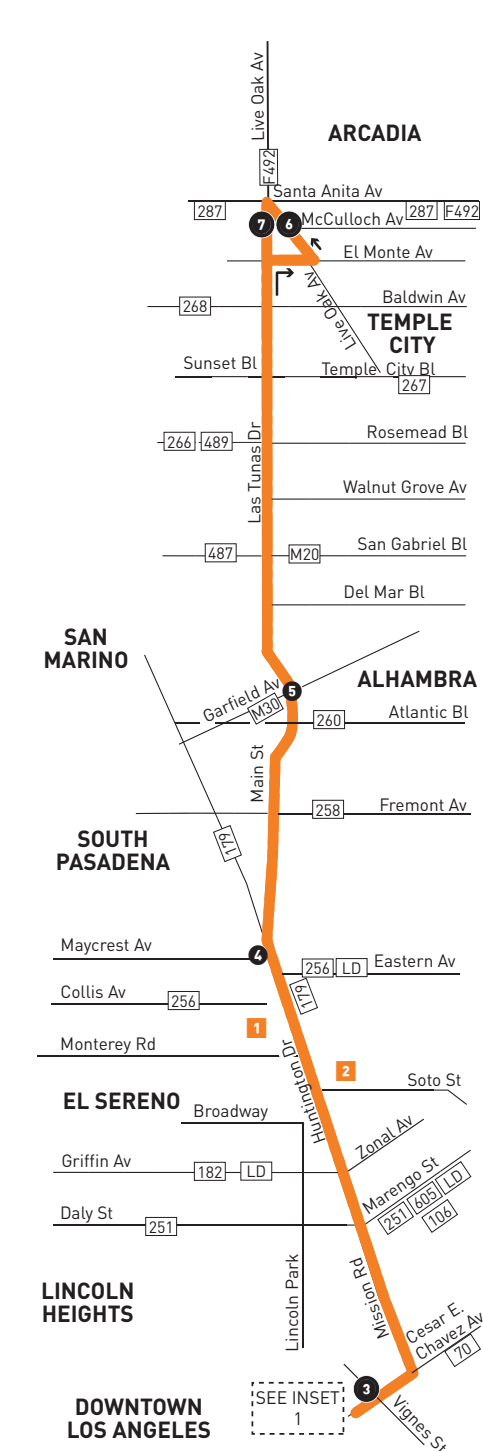 Live Oak Av
ARCADIA
F492
Santa Anita Av
287
7
6
McCulloch Av
287
F492
El Monte Av
Live Oak Av
Baldwin Av
268
TEMPLE
CITY
Sunset Bl
Temple City Bl
267
Las Tunas Dr
Rosemead Bl
266
489
Walnut Grove Av
San Gabriel Bl
487
M20
Del Mar Bl
SAN
MARINO
Garfield Av
M30
5
ALHAMBRA
Atlantic Bl
260
Main St
Fremont Av
258
179
SOUTH
PASADENA
Maycrest Av
4
256
LD
Eastern Av
179
Collis Av
256
1
Monterey Rd
Huntington Dr
2
Soto St
EL SERENO
Broadway
Zonal Av
Griffin Av
182
LD
Marengo St
251
605
LD
106
Daly St
251
Lincoln Park
Mission Rd
LINCOLN
HEIGHTS
Cesar E.
Chavez Av
70
3
Vignes St
SEE INSET
1
DOWNTOWN
LOS ANGELES